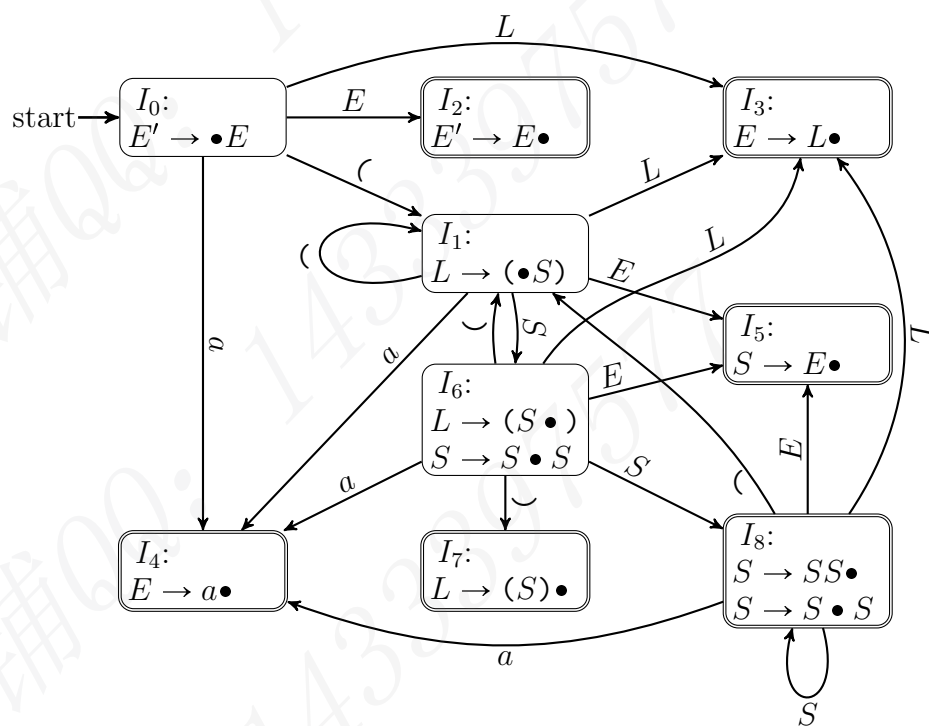 L
start
I₀:
E' → •E
E
I₂:
E' → E•
I₃:
E → L•
(
L
(
I₁:
L → (•S)
L
E
a
a
(
S
I₅:
S → E•
L
I₆:
L → (S•)
S → S•S
E
E
a
S
(
)
I₄:
E → a•
I₇:
L → (S)•
I₈:
S → SS•
S → S•S
a
S